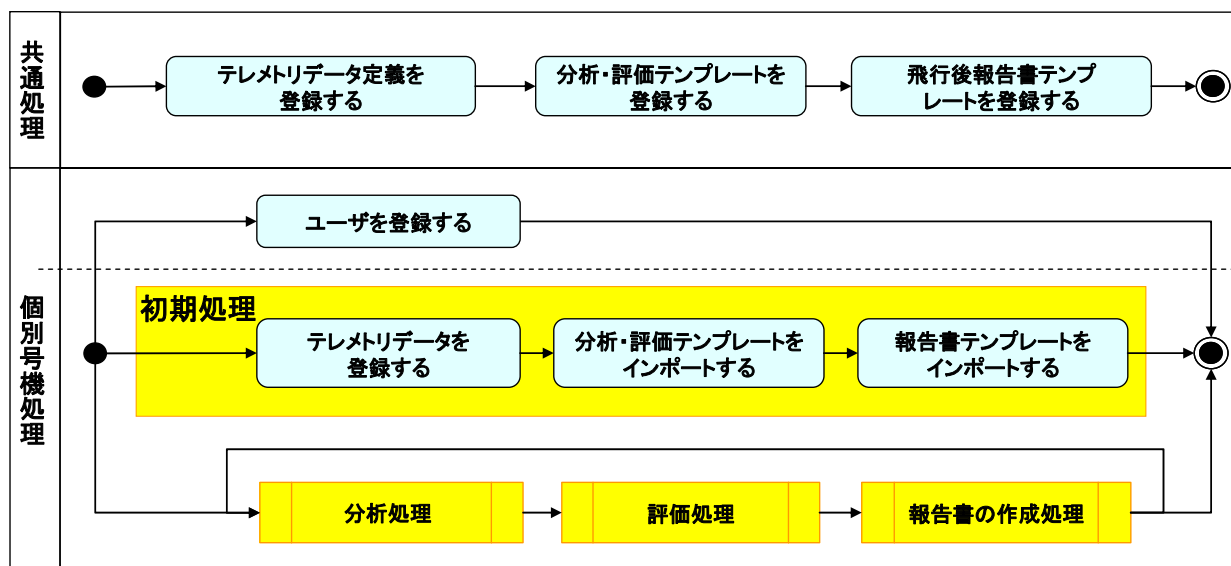 共通処理
テレメトリデータ定義を
登録する
分析・評価テンプレートを
登録する
飛行後報告書テンプ
レートを登録する
個別号機処理
ユーザを登録する
初期処理
テレメトリデータを
登録する
分析・評価テンプレートを
インポートする
報告書テンプレートを
インポートする
分析処理
評価処理
報告書の作成処理